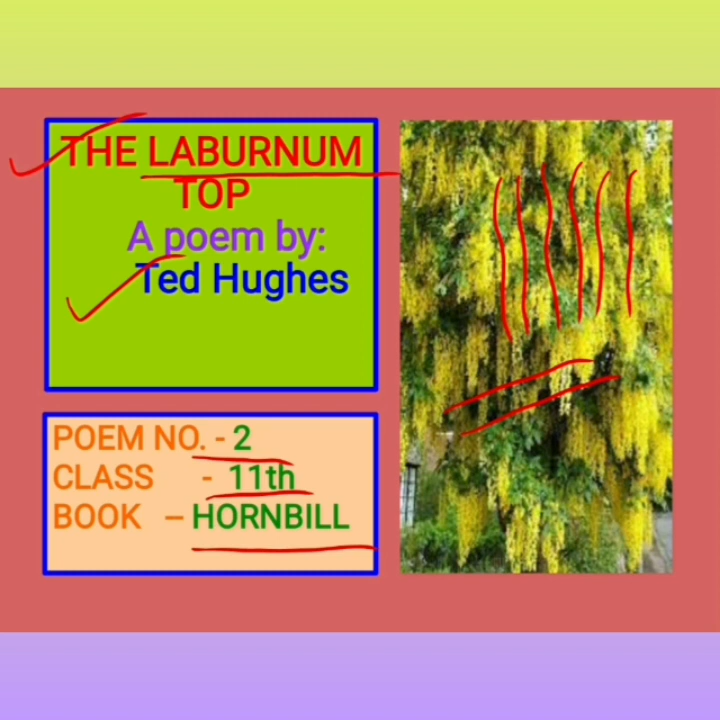 THE LABURNUM
TOP
A poem by:
Ted Hughes
POEM NO. - 2
CLASS - 11th
BOOK – HORNBILL